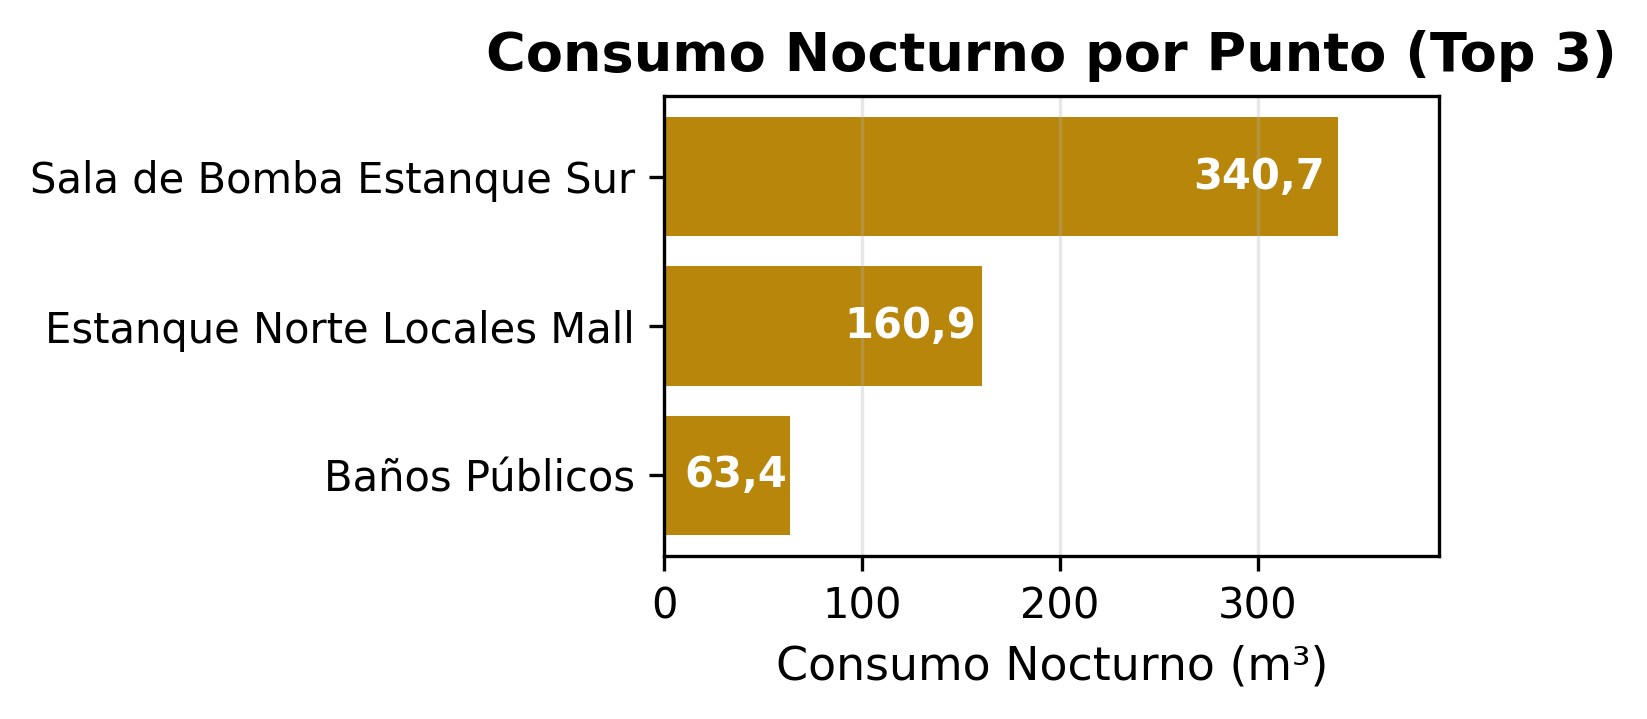 Consumo Nocturno por Punto (Top 3)
Sala de Bomba Estanque Sur
340,7
Estanque Norte Locales Mall
160,9
Baños Públicos
63,4
0 100 200 300
Consumo Nocturno (m³)